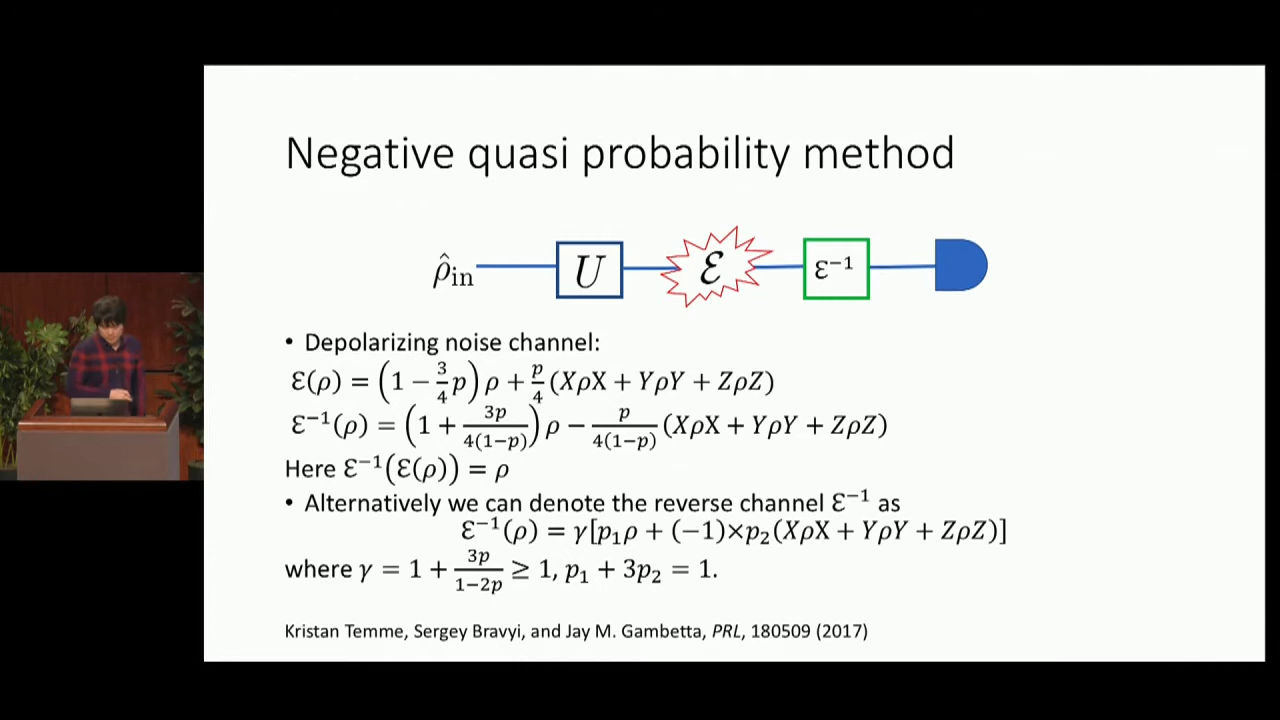 Negative quasi probability method
ρ̂in U ℰ Ɛ⁻¹
• Depolarizing noise channel:
Ɛ(ρ) = (1 − 3/4 p) ρ + p/4 (XρX + YρY + ZρZ)
Ɛ⁻¹(ρ) = (1 + 3p/4(1−p)) ρ − p/4(1−p) (XρX + YρY + ZρZ)
Here Ɛ⁻¹(Ɛ(ρ)) = ρ
• Alternatively we can denote the reverse channel Ɛ⁻¹ as
Ɛ⁻¹(ρ) = γ[p₁ρ + (−1)×p₂(XρX + YρY + ZρZ)]
where γ = 1 + 3p/1−2p ≥ 1, p₁ + 3p₂ = 1.
Kristan Temme, Sergey Bravyi, and Jay M. Gambetta, PRL, 180509 (2017)